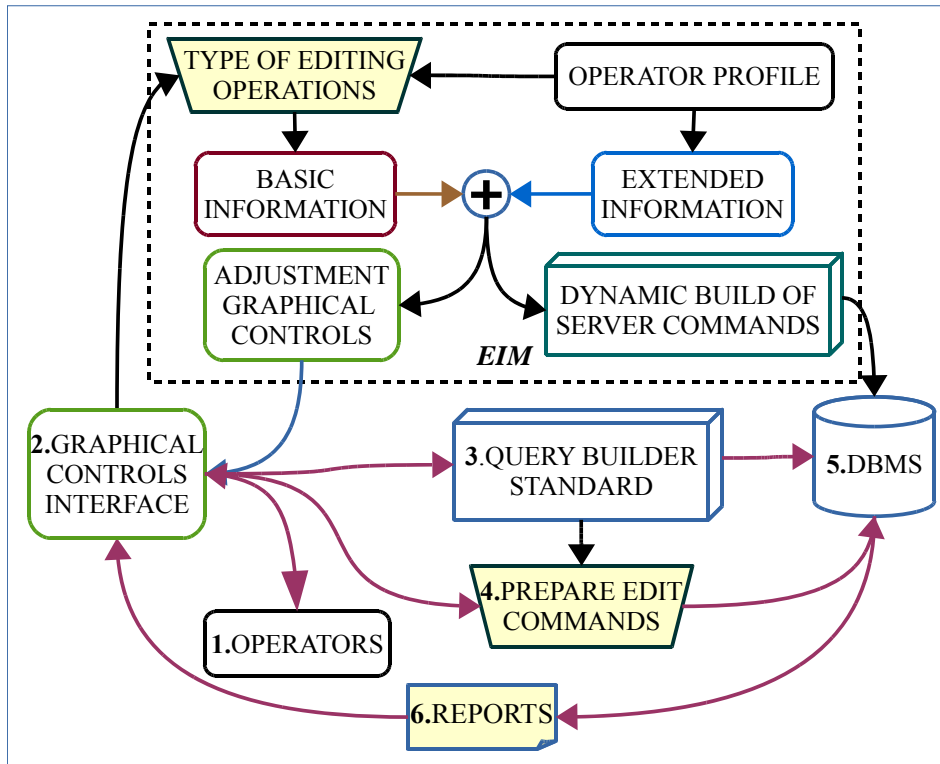 TYPE OF EDITING
OPERATIONS
OPERATOR PROFILE
BASIC
INFORMATION
+
EXTENDED
INFORMATION
ADJUSTMENT
GRAPHICAL
CONTROLS
DYNAMIC BUILD OF
SERVER COMMANDS
EIM
2.GRAPHICAL
CONTROLS
INTERFACE
3.QUERY BUILDER
STANDARD
5.DBMS
4.PREPARE EDIT
COMMANDS
1.OPERATORS
6.REPORTS